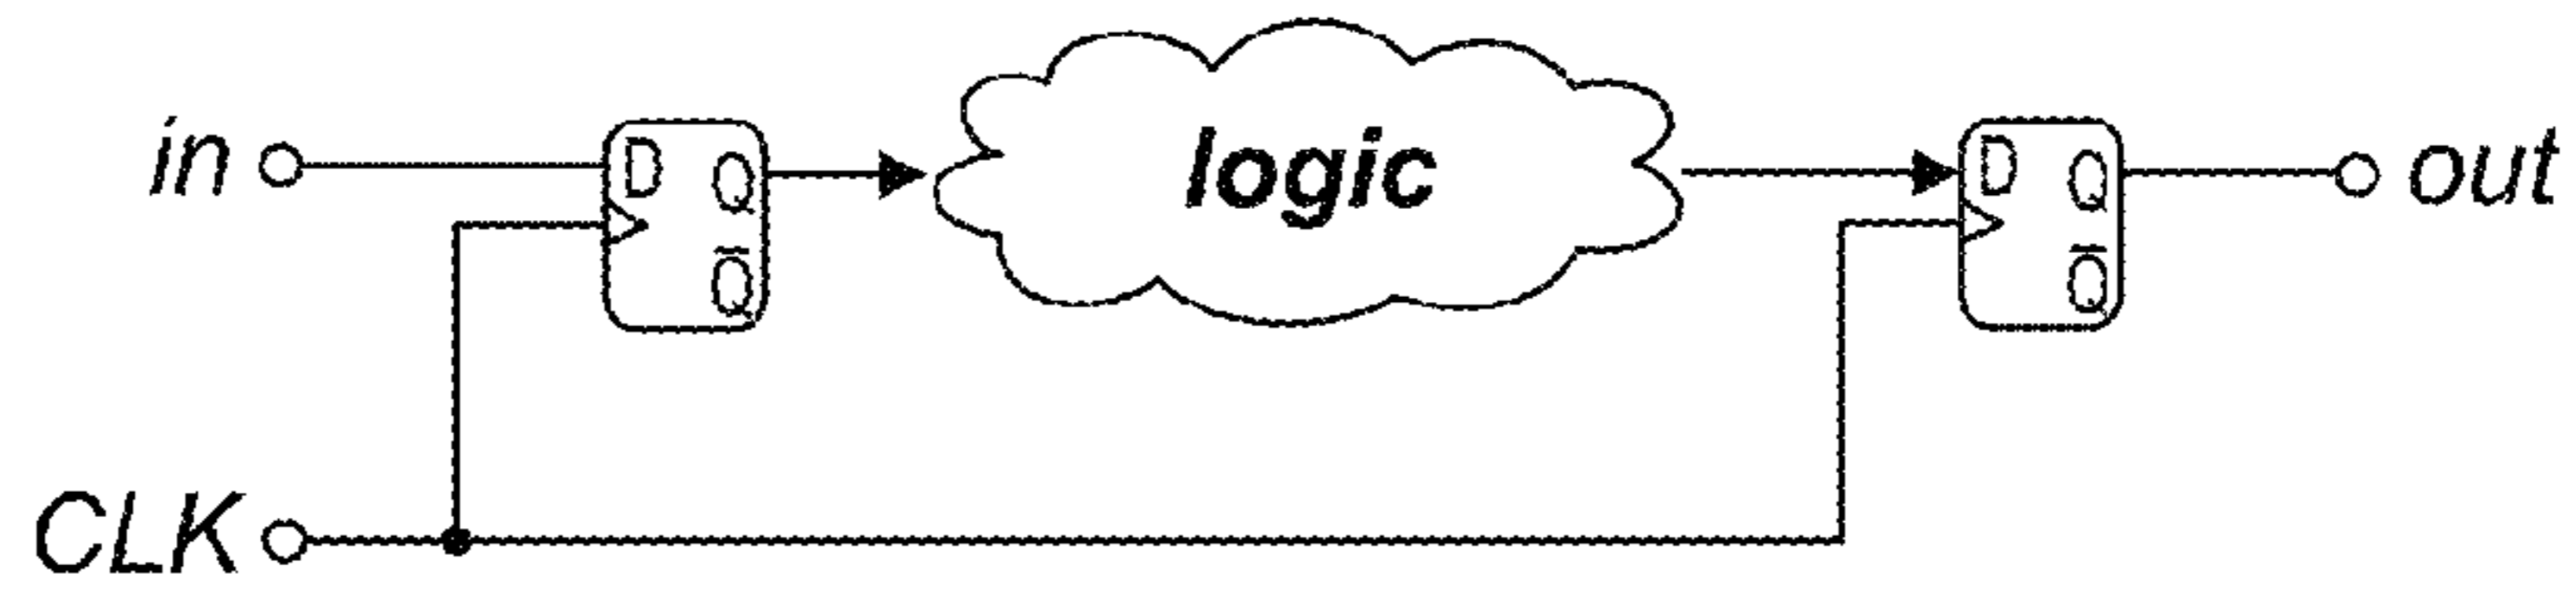 in
D Q
Q̅
logic
D Q
Q̅
out
CLK